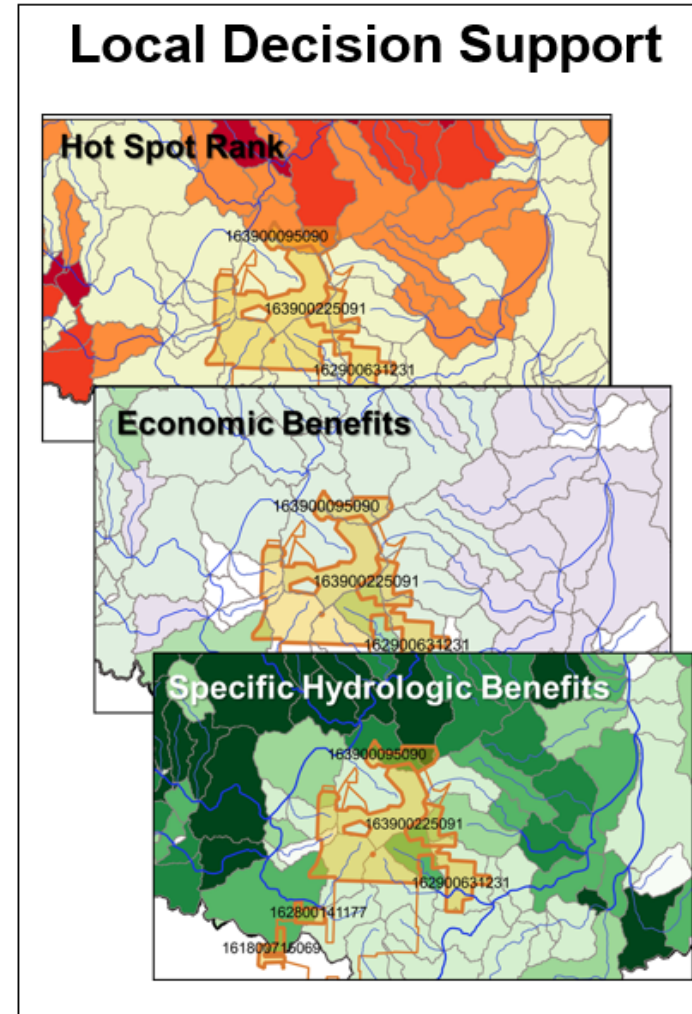 Local Decision Support
Hot Spot Rank
163900095090
163900225091
162900631231
Economic Benefits
163900095090
163900225091
162900631231
Specific Hydrologic Benefits
163900095090
163900225091
162900631231
162800141177
161800715069